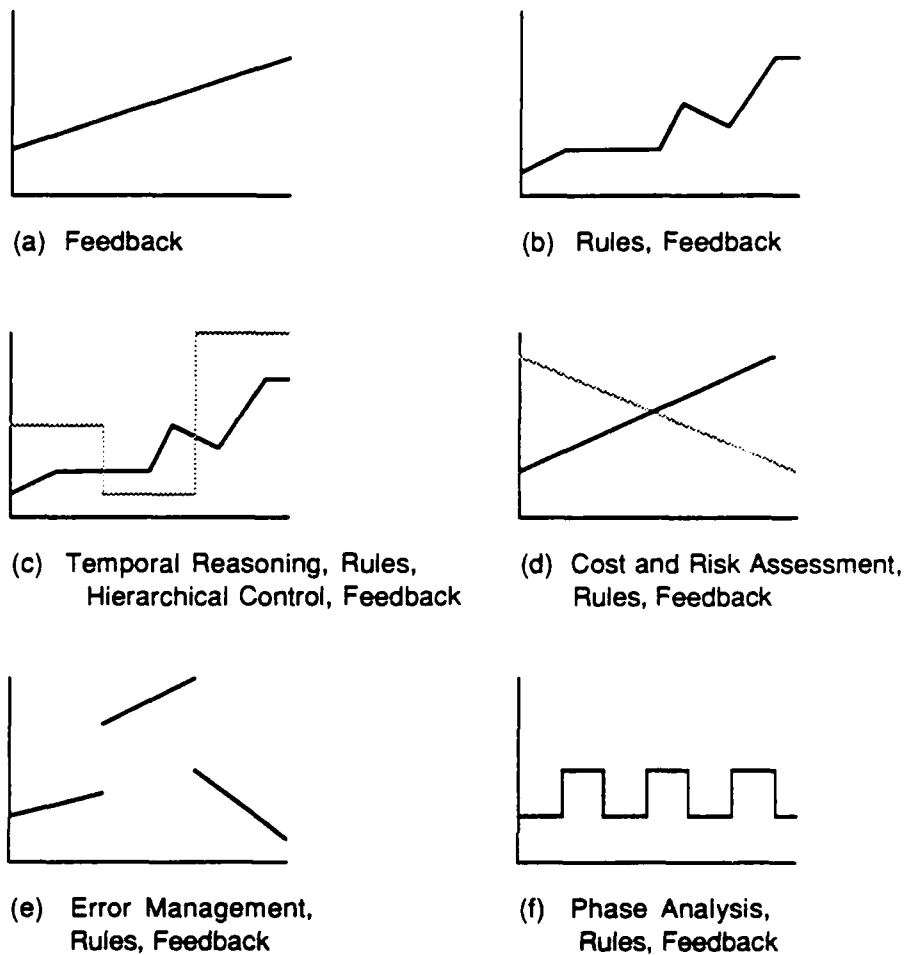 (a) Feedback
(b) Rules, Feedback
(c) Temporal Reasoning, Rules,
Hierarchical Control, Feedback
(d) Cost and Risk Assessment,
Rules, Feedback
(e) Error Management,
Rules, Feedback
(f) Phase Analysis,
Rules, Feedback